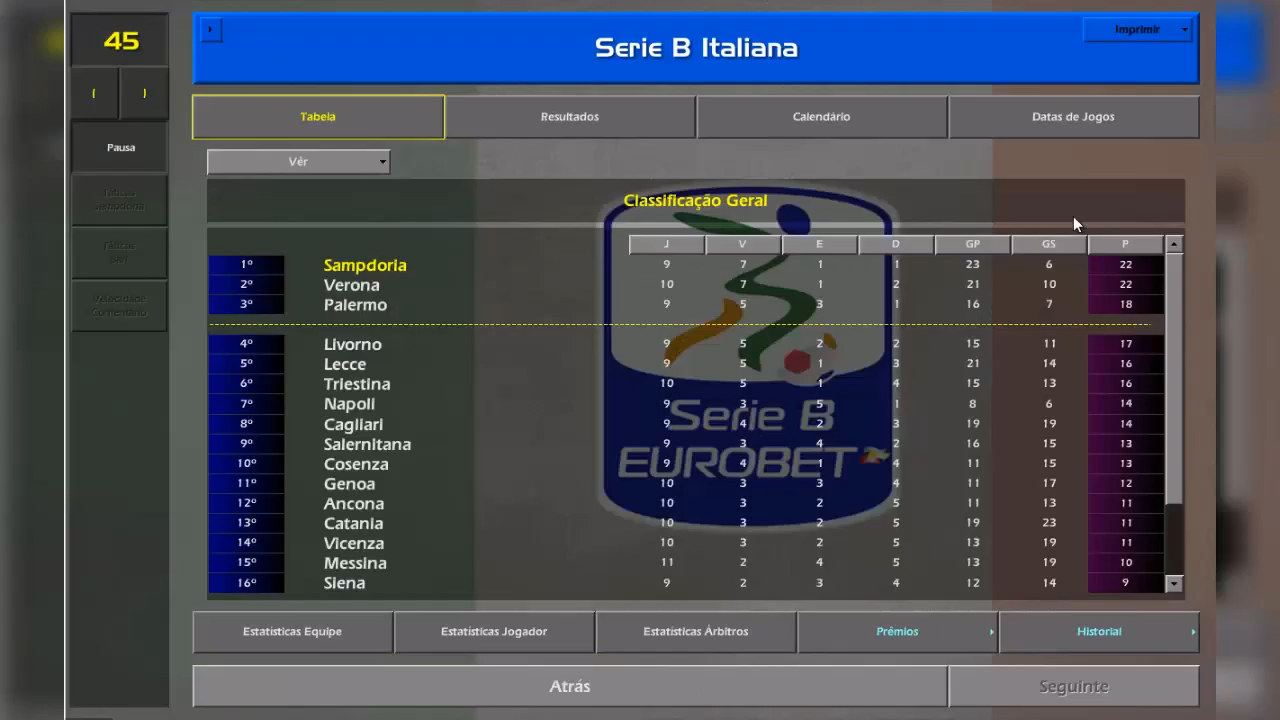 45
Serie B Italiana
Imprimir
( )
Pausa
Tabela Resultados Calendário Datas de Jogos
Vêr
Classificação Geral
J V E D GP GS P
1º Sampdoria 9 7 1 1 23 6 22
2º Verona 10 7 1 2 21 10 22
3º Palermo 9 5 3 1 16 7 18
4º Livorno 9 5 2 2 15 11 17
5º Lecce 9 5 1 3 21 14 16
6º Triestina 10 5 1 4 15 13 16
7º Napoli 9 3 5 1 8 6 14
8º Cagliari 9 4 2 3 19 19 14
9º Salernitana 9 3 4 2 16 15 13
10º Cosenza 9 4 1 4 11 15 13
11º Genoa 10 3 3 4 11 17 12
12º Ancona 10 3 2 5 11 13 11
13º Catania 10 3 2 5 19 23 11
14º Vicenza 10 3 2 5 13 19 11
15º Messina 11 2 4 5 13 19 10
16º Siena 9 2 3 4 12 14 9
Serie B
EUROBET
Velocidade
Comentário
Estatísticas Equipe Estatísticas Jogador Estatísticas Árbitros Prêmios Historial
Atrás Seguinte